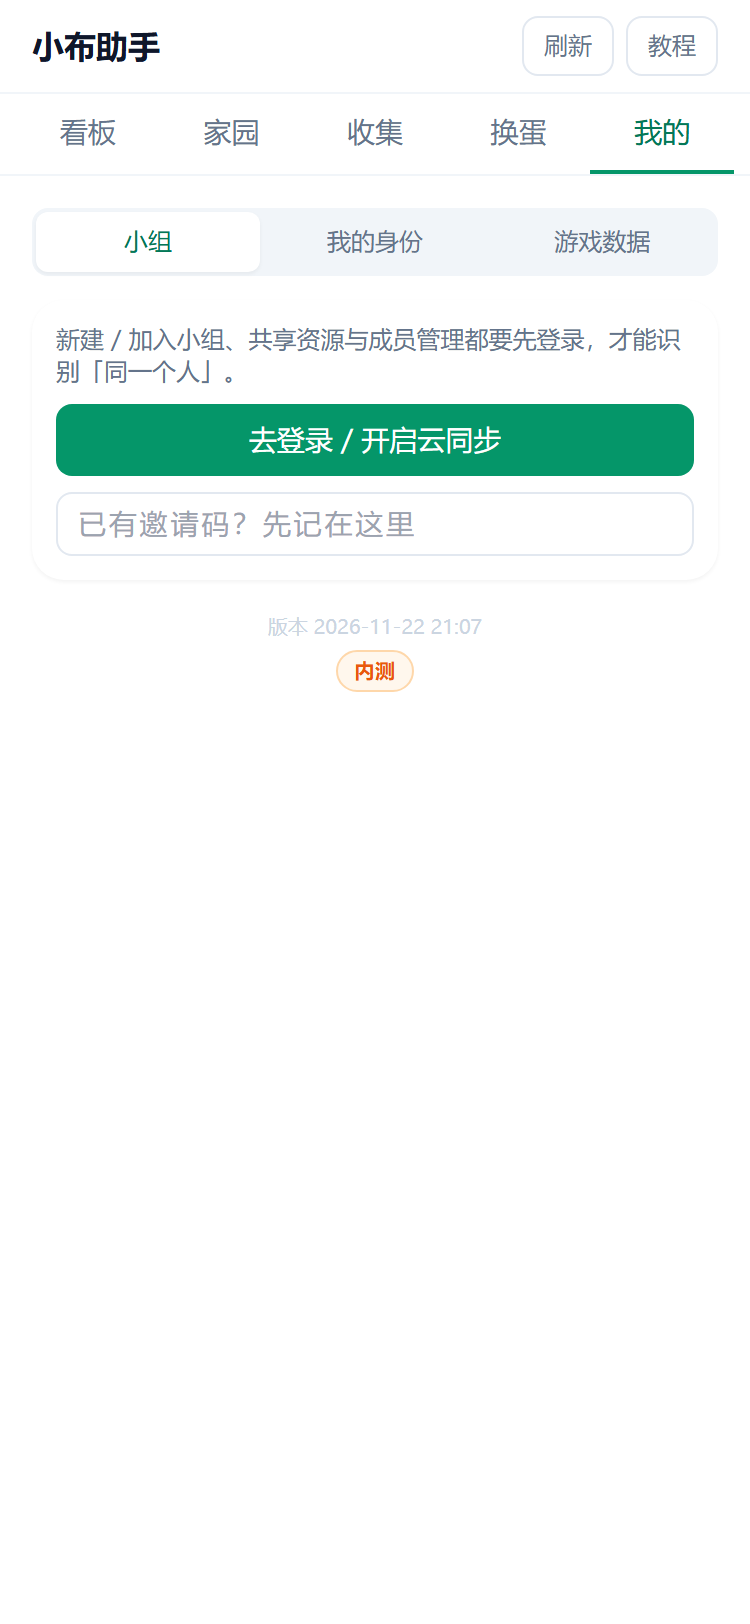 小布助手
刷新
教程
看板
家园
收集
换蛋
我的
小组
我的身份
游戏数据
新建 / 加入小组、共享资源与成员管理都要先登录，才能识
别「同一个人」。
去登录 / 开启云同步
已有邀请码？先记在这里
版本 2026-11-22 21:07
内测